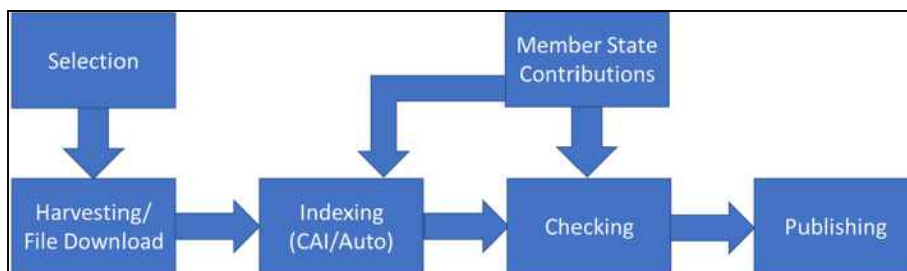 Selection
Member State
Contributions
Harvesting/
File Download
Indexing
(CAI/Auto)
Checking
Publishing